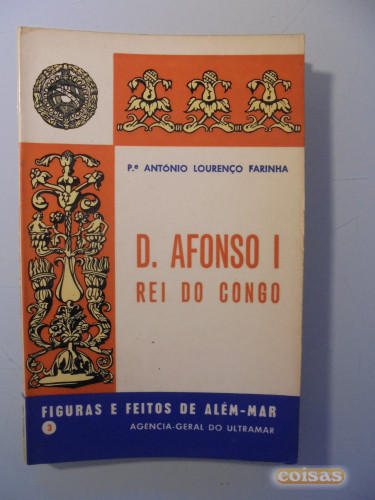 P.e ANTÓNIO LOURENÇO FARINHA
D. AFONSO I
REI DO CONGO
FIGURAS E FEITOS DE ALÉM-MAR
3
AGENCIA-GERAL DO ULTRAMAR
coisas